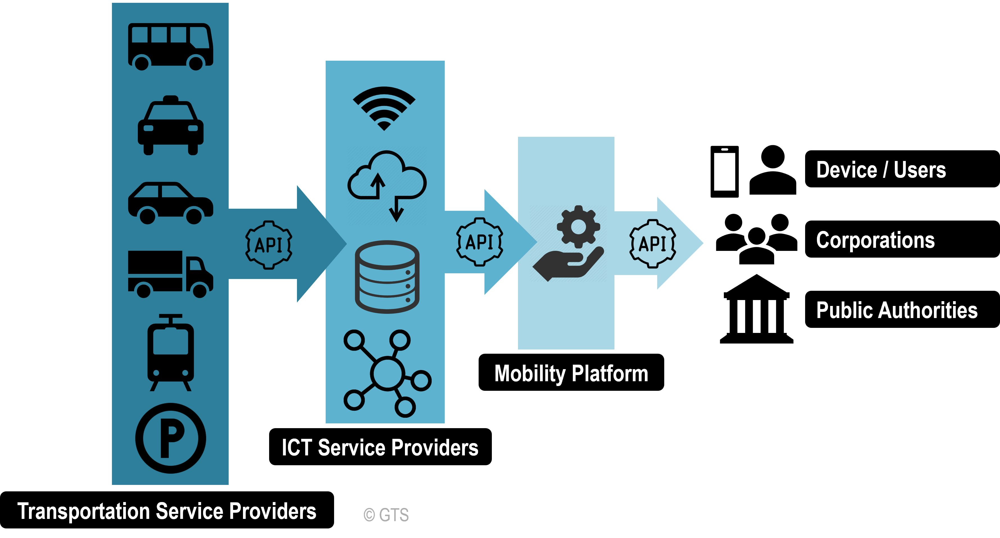 P
Transportation Service Providers
API
ICT Service Providers
API
Mobility Platform
API
Device / Users
Corporations
Public Authorities
© GTS